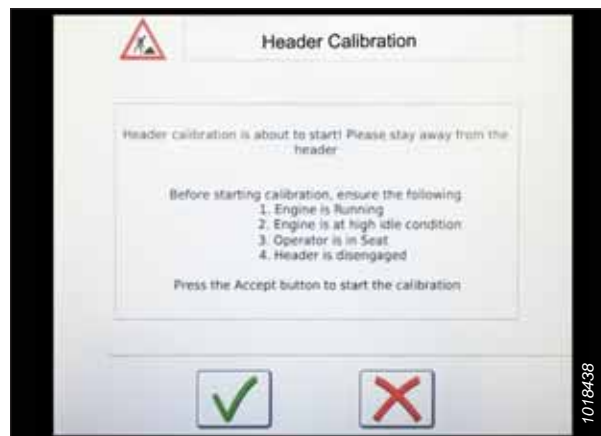 Header Calibration
Header calibration is about to start! Please stay away from the
header
Before starting calibration, ensure the following
1. Engine is Running
2. Engine is at high idle condition
3. Operator is in Seat
4. Header is disengaged
Press the Accept button to start the calibration
1018438